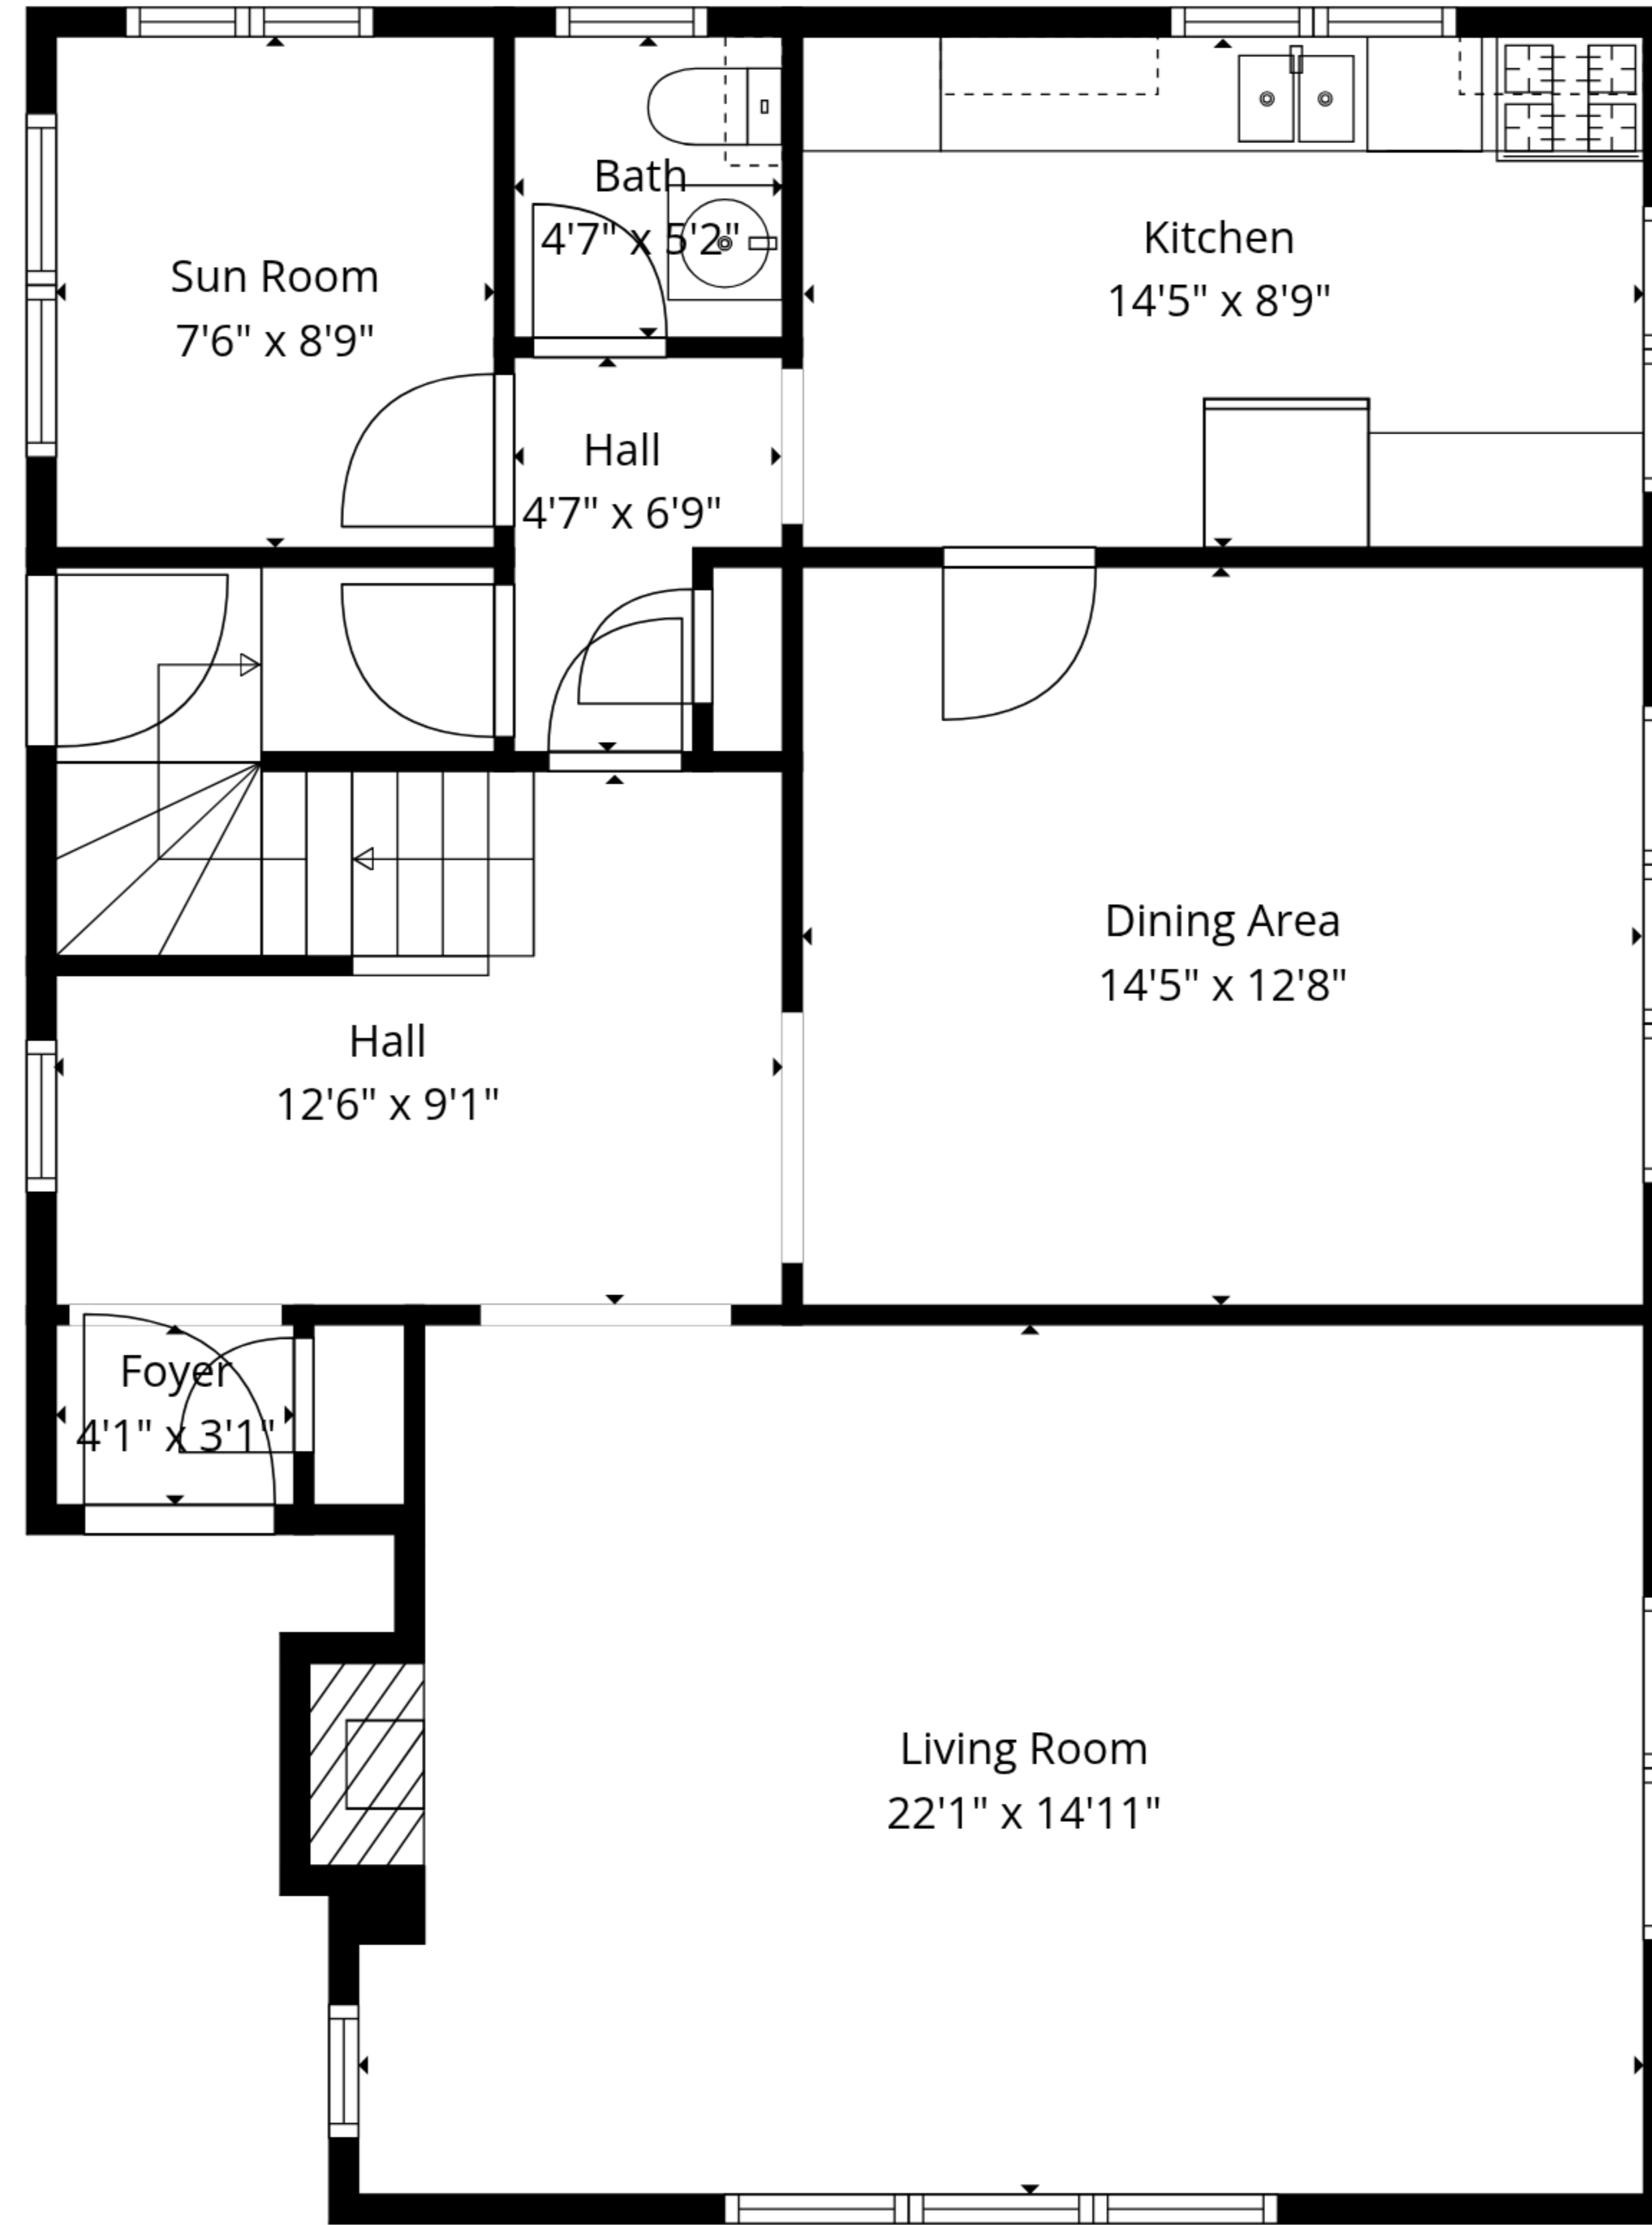 Bath
4'7" x 5'2"
Kitchen
14'5" x 8'9"
Sun Room
7'6" x 8'9"
Hall
4'7" x 6'9"
Dining Area
14'5" x 12'8"
Hall
12'6" x 9'1"
Foyer
4'1" x 3'1"
Living Room
22'1" x 14'11"